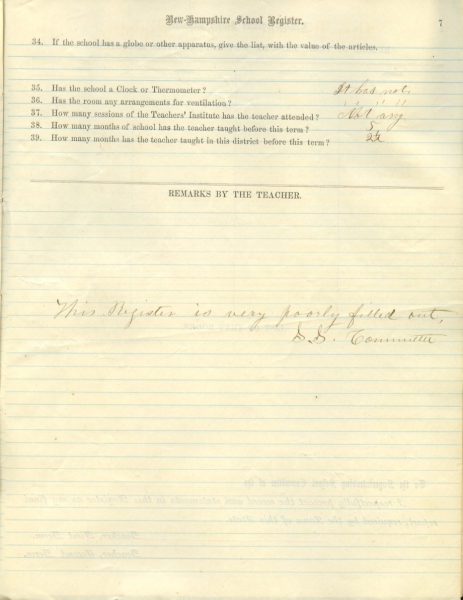 New-Hampshire School Register. 7
34. If the school has a globe or other apparatus, give the list, with the value of the articles.
35. Has the school a Clock or Thermometer? It has not.
36. Has the room any arrangements for ventilation? " " "
37. How many sessions of the Teachers' Institute has the teacher attended? Not any
38. How many months of school has the teacher taught before this term? 5
39. How many months has the teacher taught in this district before this term? 2½
REMARKS BY THE TEACHER.
This Register is very poorly filled out,
S. S. Committee